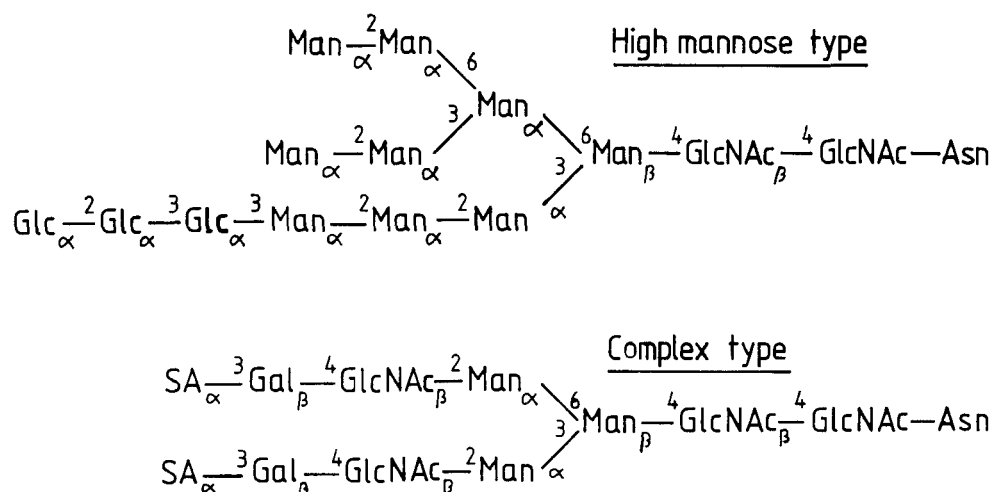 High mannose type
Man α 2 Man α 6
3 Man α
Man α 2 Man α
6 Man β 4 GlcNAc β 4 GlcNAc — Asn
3
Glc α 2 Glc α 3 Glc α 3 Man α 2 Man α 2 Man α
Complex type
SA α 3 Gal β 4 GlcNAc β 2 Man α
6 Man β 4 GlcNAc β 4 GlcNAc — Asn
3
SA α 3 Gal β 4 GlcNAc β 2 Man α